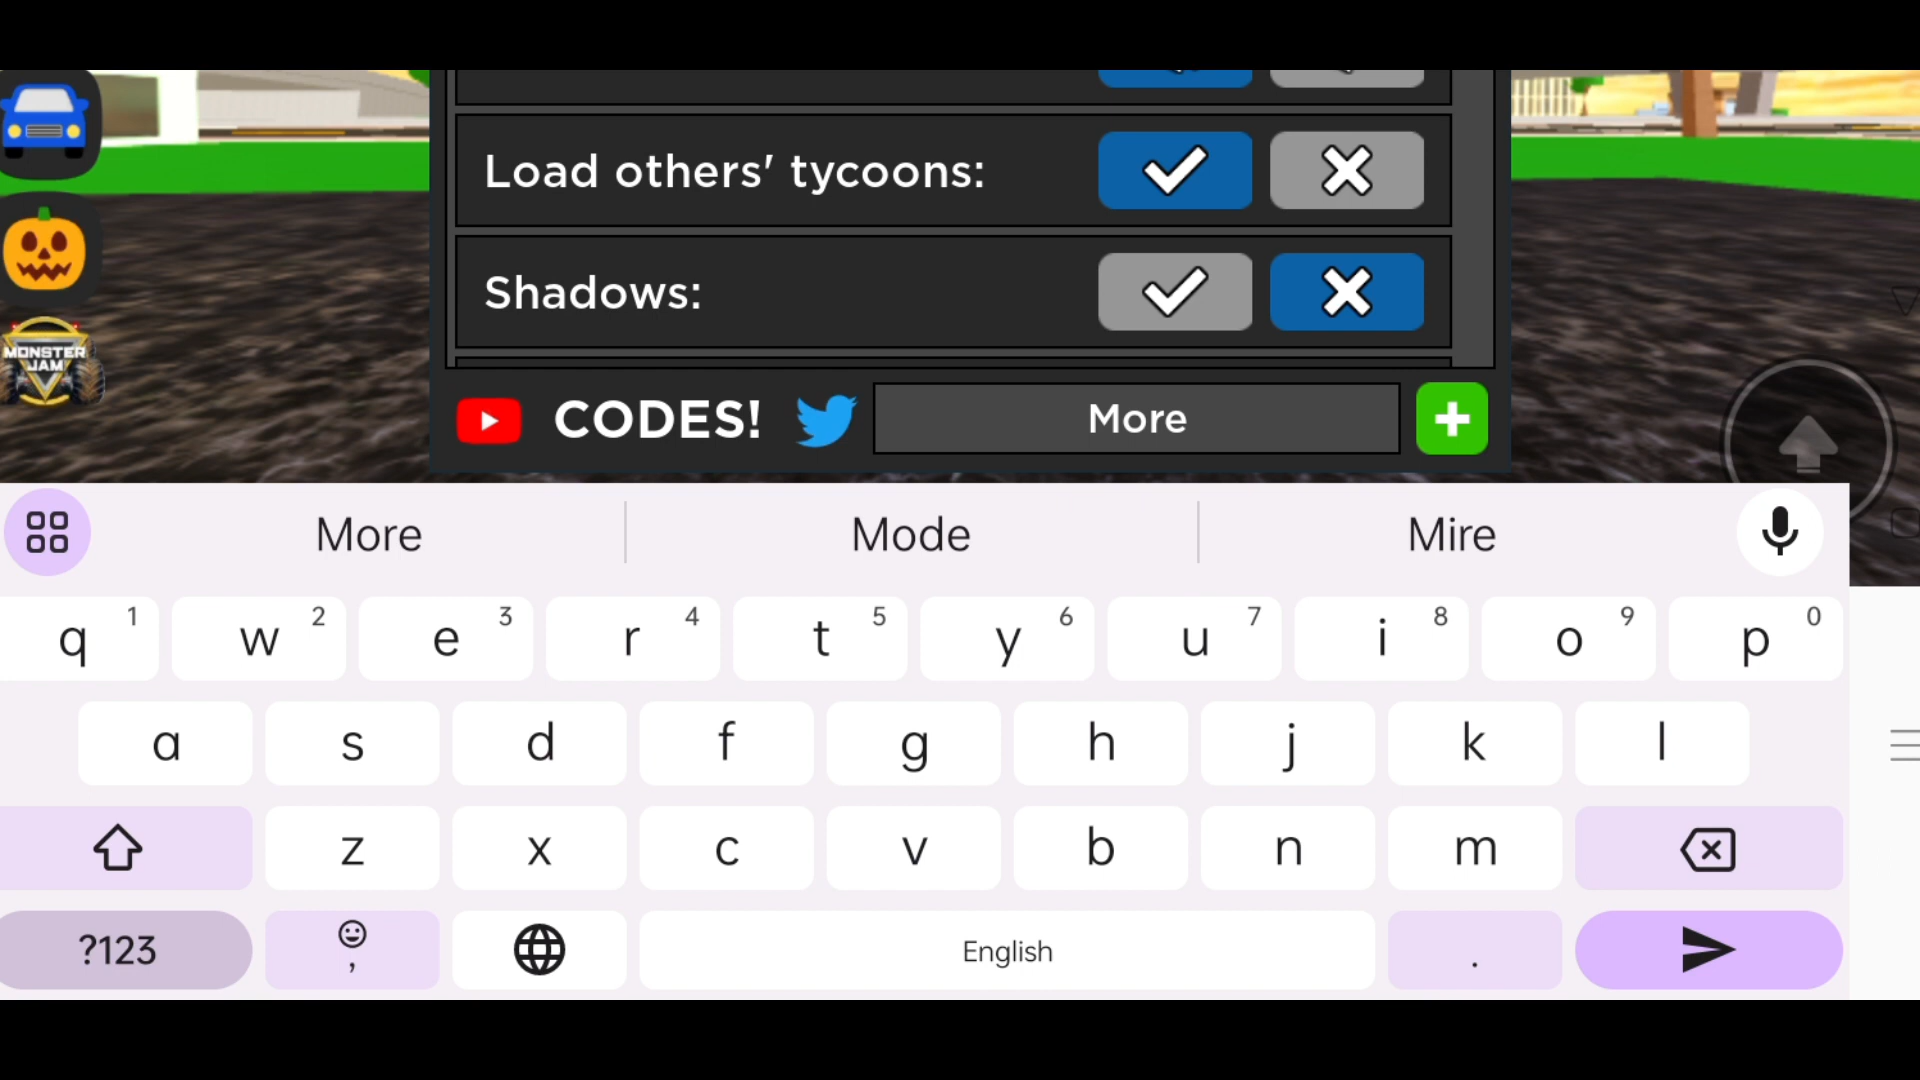 Load others' tycoons:
Shadows:
MONSTER
JAM
CODES!
More
More
Mode
Mire
q 1 w 2 e 3 r 4 t 5 y 6 u 7 i 8 o 9 p 0
a s d f g h j k l
z x c v b n m
?123 , English .